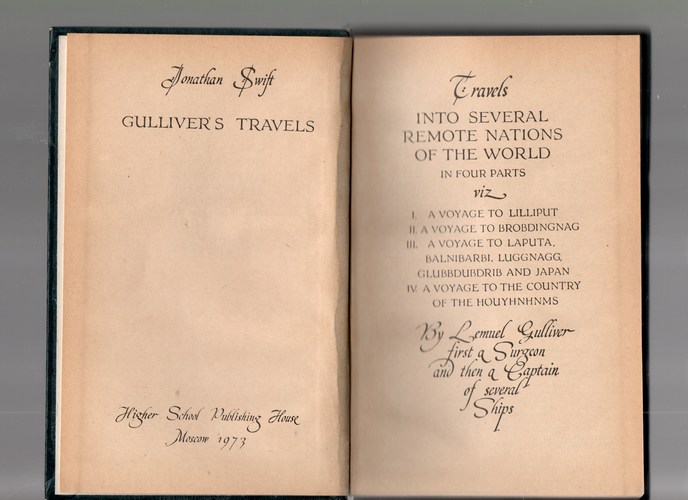 Jonathan Swift
GULLIVER'S TRAVELS
Higher School Publishing House
Moscow 1973
Travels
INTO SEVERAL
REMOTE NATIONS
OF THE WORLD
IN FOUR PARTS
viz
I. A VOYAGE TO LILLIPUT
II. A VOYAGE TO BROBDINGNAG
III. A VOYAGE TO LAPUTA,
BALNIBARBI, LUGGNAGG,
GLUBBDUBDRIB AND JAPAN
IV. A VOYAGE TO THE COUNTRY
OF THE HOUYHNHNMS
By Lemuel Gulliver
first a Surgeon
and then a Captain
of several
Ships